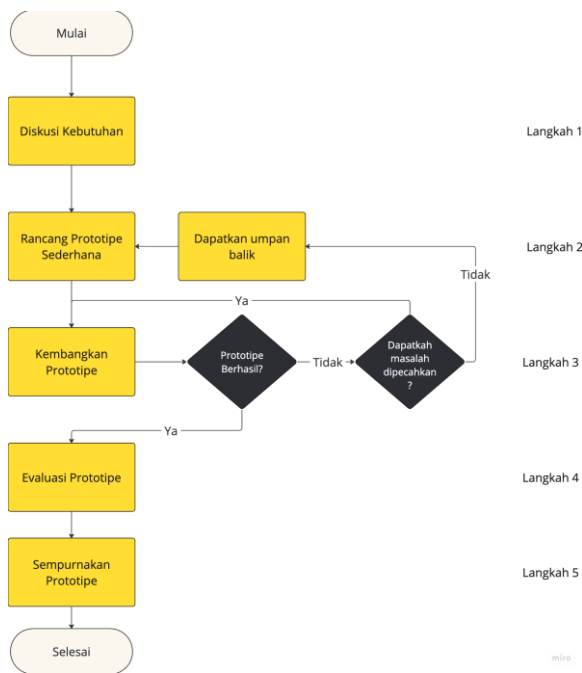 Mulai
Diskusi Kebutuhan
Langkah 1
Rancang Prototipe
Sederhana
Dapatkan umpan
balik
Langkah 2
Tidak
Ya
Kembangkan
Prototipe
Prototipe
Berhasil?
Tidak
Dapatkah
masalah
dipecahkan
?
Langkah 3
Ya
Evaluasi Prototipe
Langkah 4
Sempurnakan
Prototipe
Langkah 5
Selesai
miro